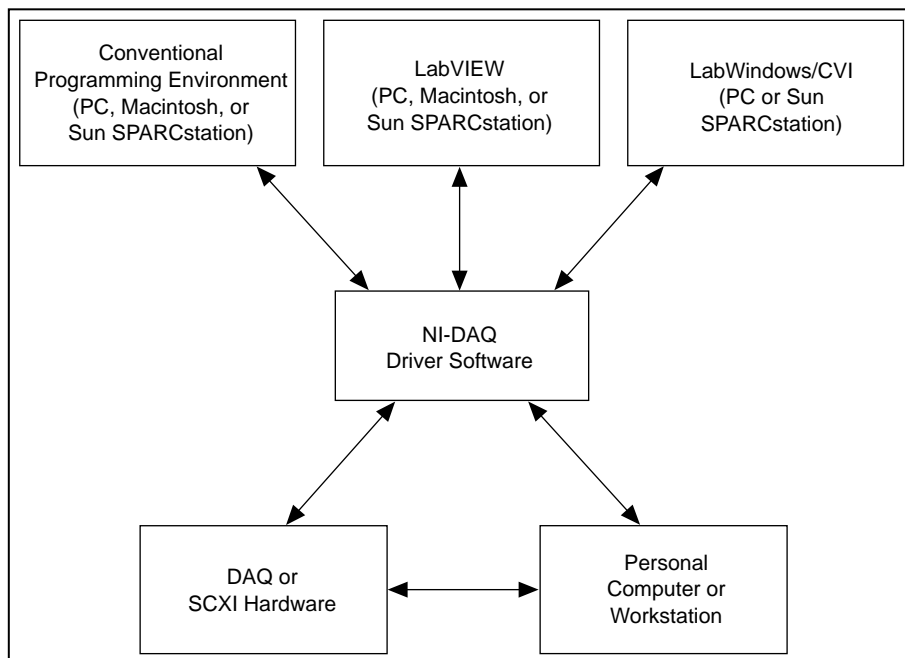 Conventional
Programming Environment
(PC, Macintosh, or
Sun SPARCstation)
LabVIEW
(PC, Macintosh, or
Sun SPARCstation)
LabWindows/CVI
(PC or Sun
SPARCstation)
NI-DAQ
Driver Software
DAQ or
SCXI Hardware
Personal
Computer or
Workstation